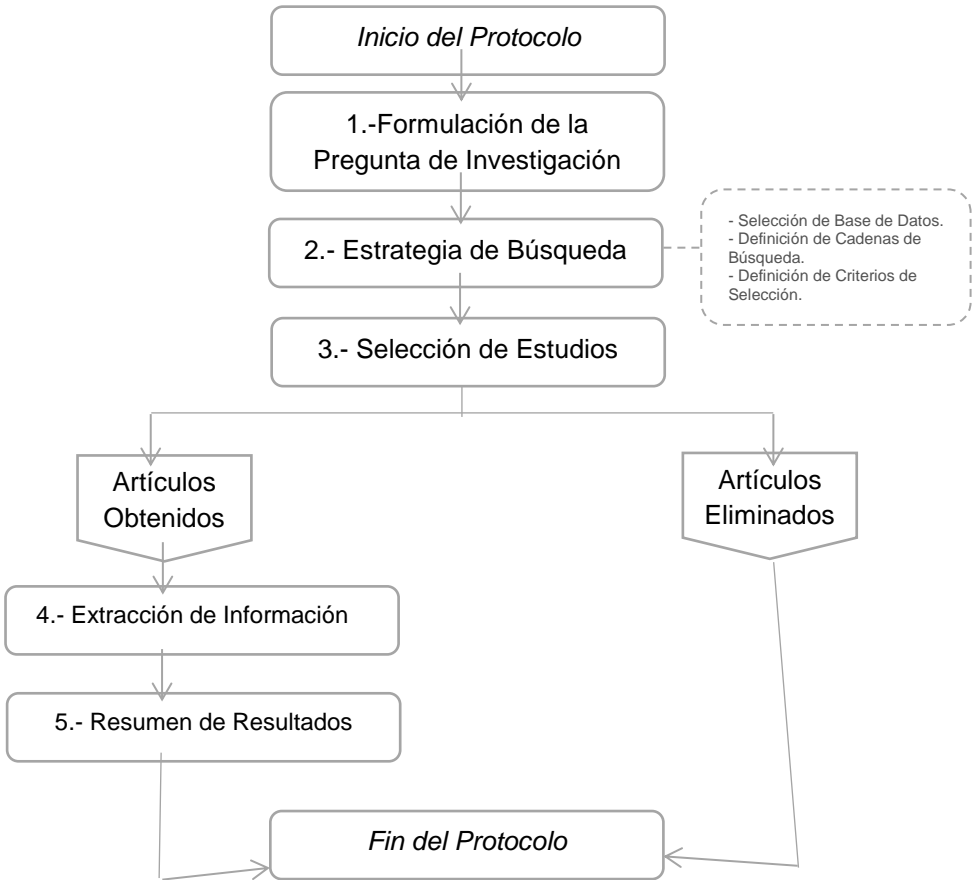 Inicio del Protocolo
1.-Formulación de la
Pregunta de Investigación
2.- Estrategia de Búsqueda
- Selección de Base de Datos.
- Definición de Cadenas de
Búsqueda.
- Definición de Criterios de
Selección.
3.- Selección de Estudios
Artículos
Obtenidos
Artículos
Eliminados
4.- Extracción de Información
5.- Resumen de Resultados
Fin del Protocolo